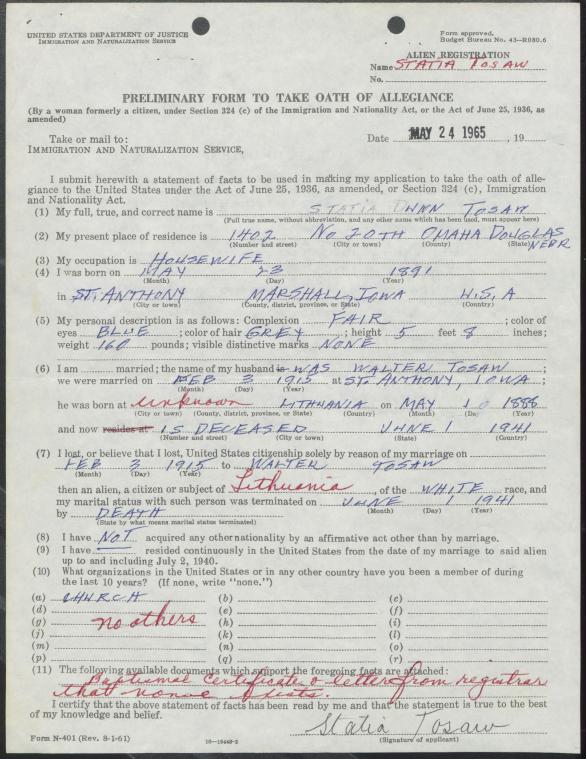 UNITED STATES DEPARTMENT OF JUSTICE
IMMIGRATION AND NATURALIZATION SERVICE
Form approved.
Budget Bureau No. 43—R080.6
ALIEN REGISTRATION
Name STATIA TOSAW
No.
PRELIMINARY FORM TO TAKE OATH OF ALLEGIANCE
(By a woman formerly a citizen, under Section 324 (c) of the Immigration and Nationality Act, or the Act of June 25, 1936, as
amended)
Take or mail to:
IMMIGRATION AND NATURALIZATION SERVICE,
Date MAY 24 1965, 19
I submit herewith a statement of facts to be used in making my application to take the oath of alle-
giance to the United States under the Act of June 25, 1936, as amended, or Section 324 (c), Immigration
and Nationality Act.
(1) My full, true, and correct name is STATIA TOSAW
(Full true name, without abbreviation, and any other name which has been used, must appear here)
(2) My present place of residence is 1402 No 20TH OMAHA DOUGLAS NEBR
(Number and street) (City or town) (County) (State)
(3) My occupation is HOUSEWIFE
(4) I was born on MAY 23 1891
(Month) (Day) (Year)
in ST. ANTHONY MARSHALL, IOWA U.S,A
(City or town) (County, district, province, or State) (Country)
(5) My personal description is as follows: Complexion FAIR; color of
eyes BLUE; color of hair GREY; height 5 feet 8 inches;
weight 160 pounds; visible distinctive marks NONE
(6) I am married; the name of my husband is WAS WALTER TOSAW;
we were married on FEB 3 1915 at ST. ANTHONY, IOWA;
(Month) (Day) (Year)
he was born at unknown LITHUANIA on MAY 10 1888
(City or town) (County, district, province, or State) (Country) (Month) (Day) (Year)
and now resides at IS DECEASED JUNE 1 1941
(Number and street) (City or town) (State) (Country)
(7) I lost, or believe that I lost, United States citizenship solely by reason of my marriage on
FEB 3 1915 to WALTER TOSAW
(Month) (Day) (Year)
then an alien, a citizen or subject of Lithuania, of the WHITE race, and
my marital status with such person was terminated on JUNE 1 1941
(Month) (Day) (Year)
by DEATH
(State by what means marital status terminated)
(8) I have NOT acquired any other nationality by an affirmative act other than by marriage.
(9) I have resided continuously in the United States from the date of my marriage to said alien
up to and including July 2, 1940.
(10) What organizations in the United States or in any other country have you been a member of during
the last 10 years? (If none, write "none.")
(a) CHURCH (b) (c)
(d) (e) (f)
(g) no others (h) (i)
(j) (k) (l)
(m) (n) (o)
(p) (q) (r)
(11) The following available documents which support the foregoing facts are attached:
Baptismal Certificate & letter from registrar
that none exists.
I certify that the above statement of facts has been read by me and that the statement is true to the best
of my knowledge and belief.
Statia Tosaw
(Signature of applicant)
Form N-401 (Rev. 8-1-61)